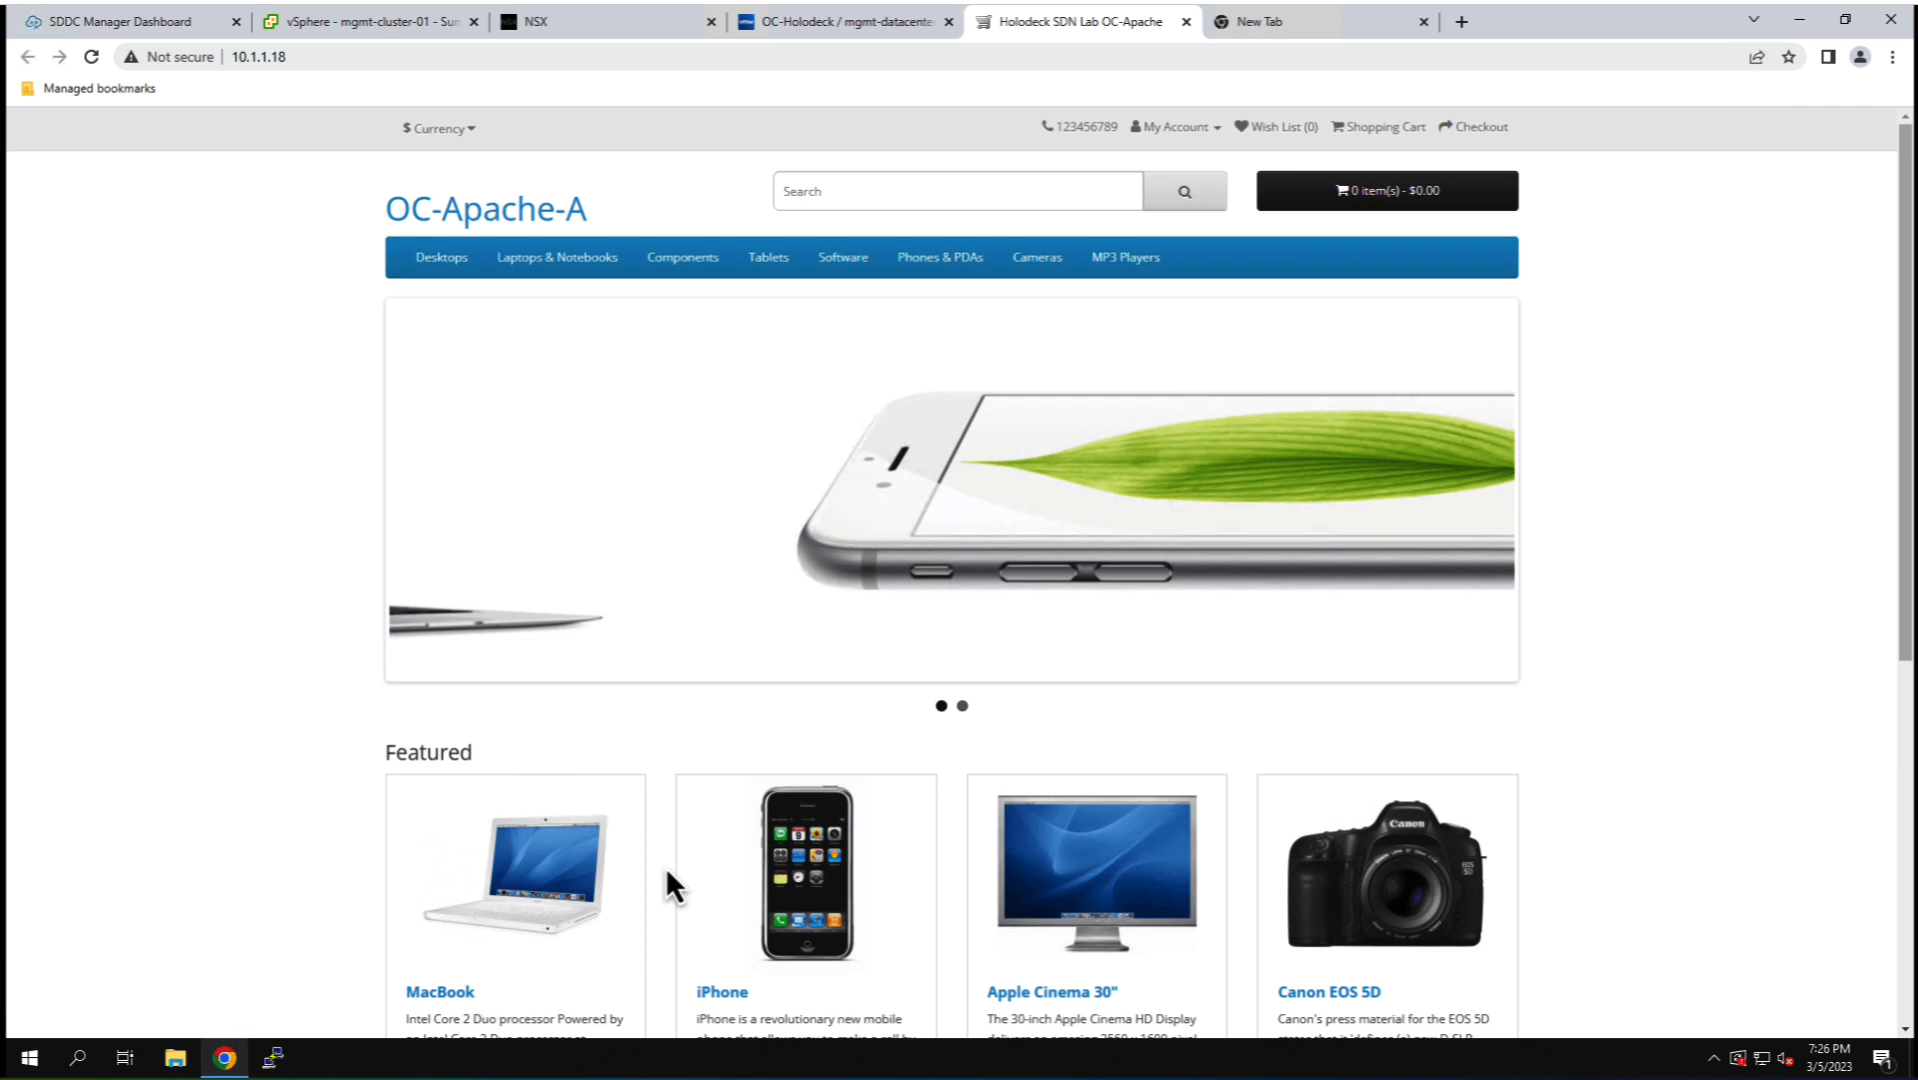 SDDC Manager Dashboard
vSphere - mgmt-cluster-01 - Sum
NSX
OC-Holodeck / mgmt-datacente
Holodeck SDN Lab OC-Apache
New Tab
Not secure
10.1.1.18
Managed bookmarks
$ Currency
123456789
My Account
Wish List (0)
Shopping Cart
Checkout
OC-Apache-A
Search
0 item(s) - $0.00
Desktops
Laptops & Notebooks
Components
Tablets
Software
Phones & PDAs
Cameras
MP3 Players
Featured
Canon
EOS
5D
MacBook
Intel Core 2 Duo processor Powered by
iPhone
iPhone is a revolutionary new mobile
Apple Cinema 30"
The 30-inch Apple Cinema HD Display
Canon EOS 5D
Canon's press material for the EOS 5D
7:26 PM
3/5/2023
1